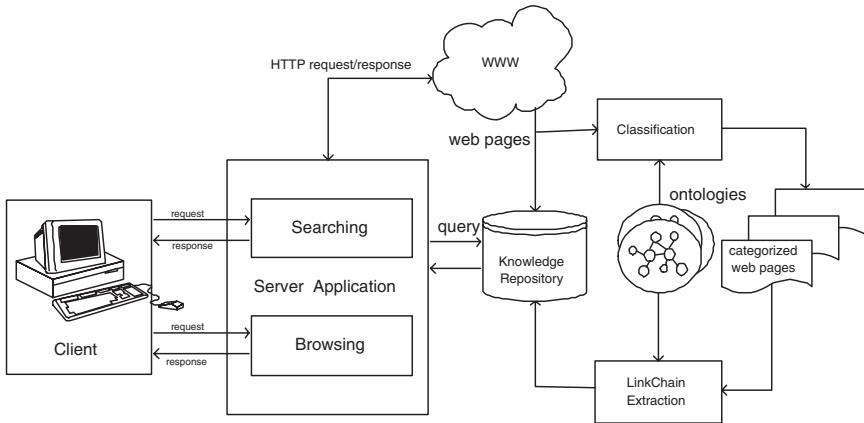 HTTP request/response
WWW
web pages
Classification
request
Searching
response
query
ontologies
Knowledge
Repository
categorized
web pages
Server Application
request
Browsing
response
Client
LinkChain
Extraction